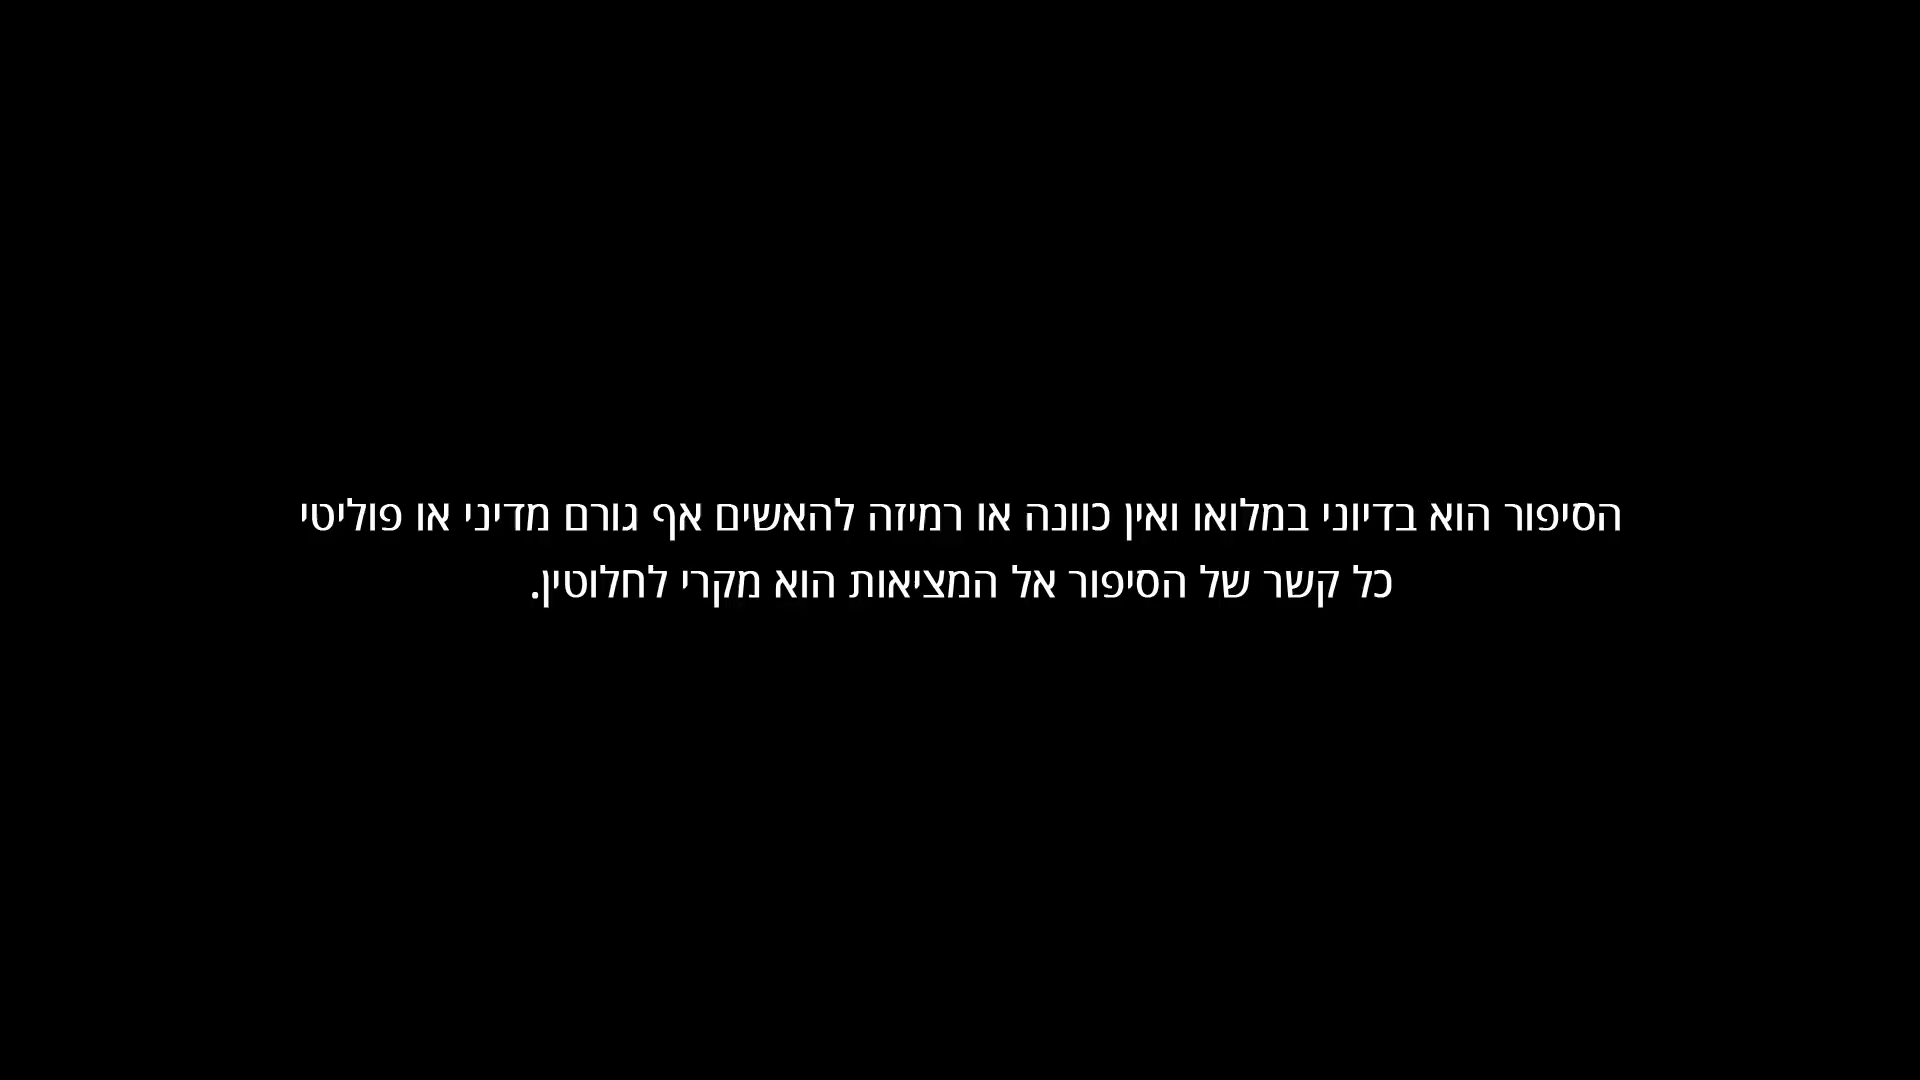 הסיפור הוא בדיוני במלואו ואין כוונה או רמיזה להאשים אף גורם מדיני או פוליטי
כל קשר של הסיפור אל המציאות הוא מקרי לחלוטין.